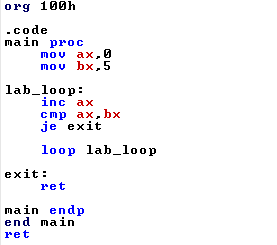 org 100h
.code
main proc
mov ax,0
mov bx,5
lab_loop:
inc ax
cmp ax,bx
je exit
loop lab_loop
exit:
ret
main endp
end main
ret